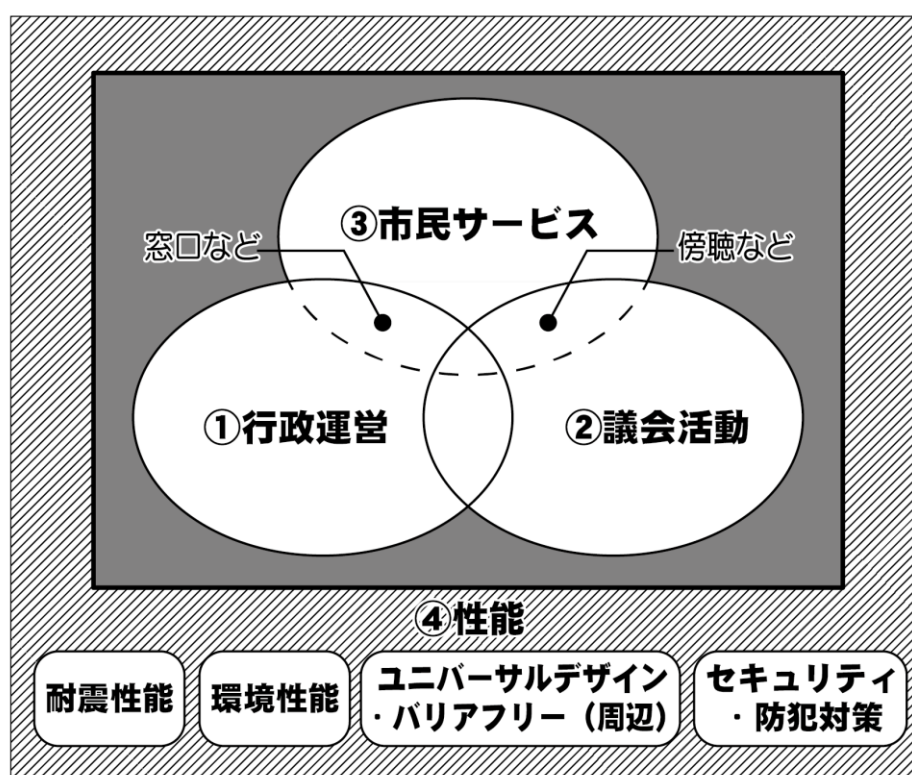 ③市民サービス
窓口など
傍聴など
①行政運営
②議会活動
④性能
耐震性能
環境性能
ユニバーサルデザイン
・バリアフリー（周辺）
セキュリティ
・防犯対策